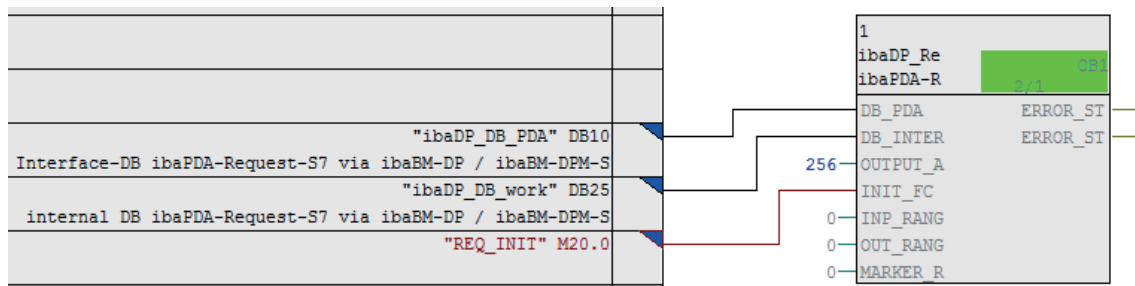 "ibaDP_DB_PDA" DB10
Interface-DB ibaPDA-Request-S7 via ibaBM-DP / ibaBM-DPM-S
"ibaDP_DB_work" DB25
internal DB ibaPDA-Request-S7 via ibaBM-DP / ibaBM-DPM-S
"REQ_INIT" M20.0
1
ibaDP_Re
ibaPDA-R
OB1
2/1
DB_PDA ERROR_ST
DB_INTER ERROR_ST
256 OUTPUT_A
INIT_FC
0 INP_RANG
0 OUT_RANG
0 MARKER_R